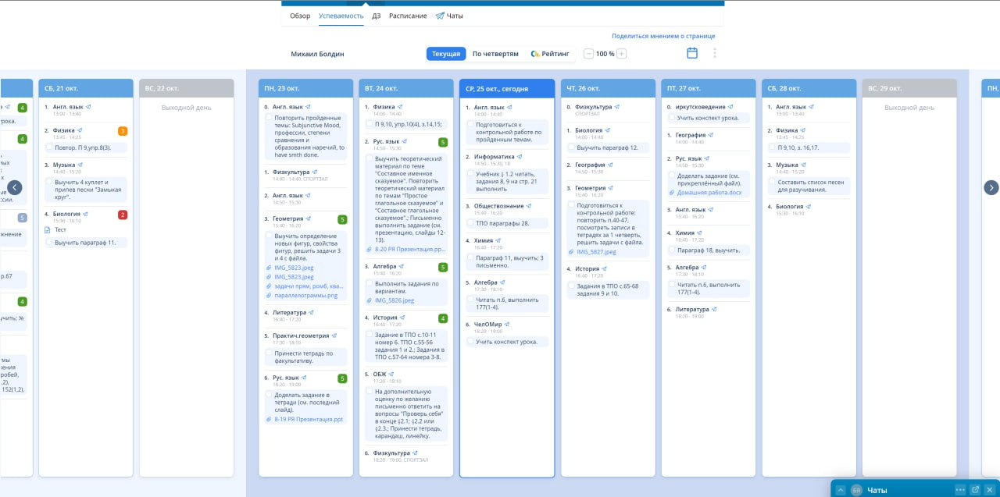 Обзор
Успеваемость
ДЗ
Расписание
Чаты
Поделиться мнением о странице
Михаил Болдин
Текущая
По четвертям
Рейтинг
100 %
4
урока.
4
5
р.67
4
СБ, 21 окт.
1. Англ. язык
13:00 - 13:40
2. Физика
3
13:45 - 14:25
Повтор. П 9,упр.8(3).
3. Музыка
14:40 - 15:20
Выучить 4 куплет и
припев песни "Замыкая
круг".
4. Биология
2
15:30 - 16:10
Тест
Выучить параграф 11.
ВС, 22 окт.
Выходной день
ПН, 23 окт.
0. Англ. язык
Повторить пройденные
темы: Subjunctive Mood,
профессии, степени
сравнения и
образования наречий, to
have smth done.
1. Физкультура
14:00 - 14:40, СПОРТЗАЛ
2. Англ. язык
14:50 - 15:30
3. Геометрия
5
15:40 - 16:20
Выучить определение
новых фигур, свойства
фигур, решить задачи 3
и 4 с файла.
IMG_5823.jpeg
IMG_5823.jpeg
задачи прям, ромб, ква...
параллелограммы.png
4. Литература
16:40 - 17:20
5. Практич.геометрия
17:30 - 18:10
Принести тетрадь по
факультативу.
6. Рус. язык
5
18:20 - 19:00
Доделать задание в
тетради (см. последний
слайд).
8-19 РЯ Презентация.ppt
ВТ, 24 окт.
1. Физика
14:00 - 14:40
П 9,10, упр.10(4), з.14,15;
2. Рус. язык
5
14:50 - 15:30
Выучить теоретический
материал по теме
"Составное именное
сказуемое". Повторить
теоретический материал
по темам "Простое
глагольное сказуемое" и
"Составное глагольное
сказуемое".; Письменно
выполнить задание (см.
презентацию, слайды 12-
13).
8-20 РЯ Презентация.pp...
3. Алгебра
5
15:40 - 16:20
Выполнить задания по
вариантам.
IMG_5826.jpeg
4. История
4
16:40 - 17:20
Задание в ТПО с.10-11
номер 6. ТПО с.55-56
задания 1 и 2.; Задания в
ТПО с.57-64 номера 3-8.
5. ОБЖ
17:30 - 18:10
На дополнительную
оценку по желанию
письменно ответить на
вопросы "Проверь себя"
в конце §2.1; §2.2 или
§2.3.; Принести тетрадь,
карандаш, линейку.
6. Физкультура
18:20 - 19:00, СПОРТЗАЛ
СР, 25 окт., сегодня
1. Англ. язык
14:00 - 14:40
Подготовиться к
контрольной работе по
пройденным темам.
2. Информатика
14:50 - 15:30, 18
Учебник § 1.2 читать,
задания 8, 9 на стр. 21
выполнить
3. Обществознание
15:40 - 16:20
ТПО параграфы 28.
4. Химия
16:40 - 17:20
Параграф 11, выучить; 3
письменно.
5. Алгебра
17:30 - 18:10
Читать п.6, выполнить
177(1-4).
6. ЧелОМир
18:20 - 19:00
Учить конспект урока.
ЧТ, 26 окт.
0. Физкультура
СПОРТЗАЛ
1. Биология
14:00 - 14:40
Выучить параграф 12.
2. География
14:50 - 15:30
3. Геометрия
15:40 - 16:20
Подготовиться к
контрольной работе:
повторить п.40-47,
посмотреть записи в
тетрадях за 1 четверть,
решить задачи с файла.
IMG_5827.jpeg
4. История
16:40 - 17:20
Задания в ТПО с.65-68
задания 9 и 10.
ПТ, 27 окт.
0. иркутсковедение
Учить конспект урока.
1. География
14:00 - 14:40
2. Рус. язык
14:50 - 15:30
Доделать задание (см.
прикреплённый файл).
Домашняя работа.docx
3. Англ. язык
15:40 - 16:20
4. Химия
16:40 - 17:20
Параграф 18, выучить.
5. Алгебра
17:30 - 18:10
Читать п.6, выполнить
177(1-4).
6. Литература
18:20 - 19:00
СБ, 28 окт.
1. Англ. язык
13:00 - 13:40
2. Физика
13:45 - 14:25
П 9,10, з. 16,17.
3. Музыка
14:40 - 15:20
Составить список песен
для разучивания.
4. Биология
15:30 - 16:10
ВС, 29 окт.
Выходной день
ПН,
Чаты